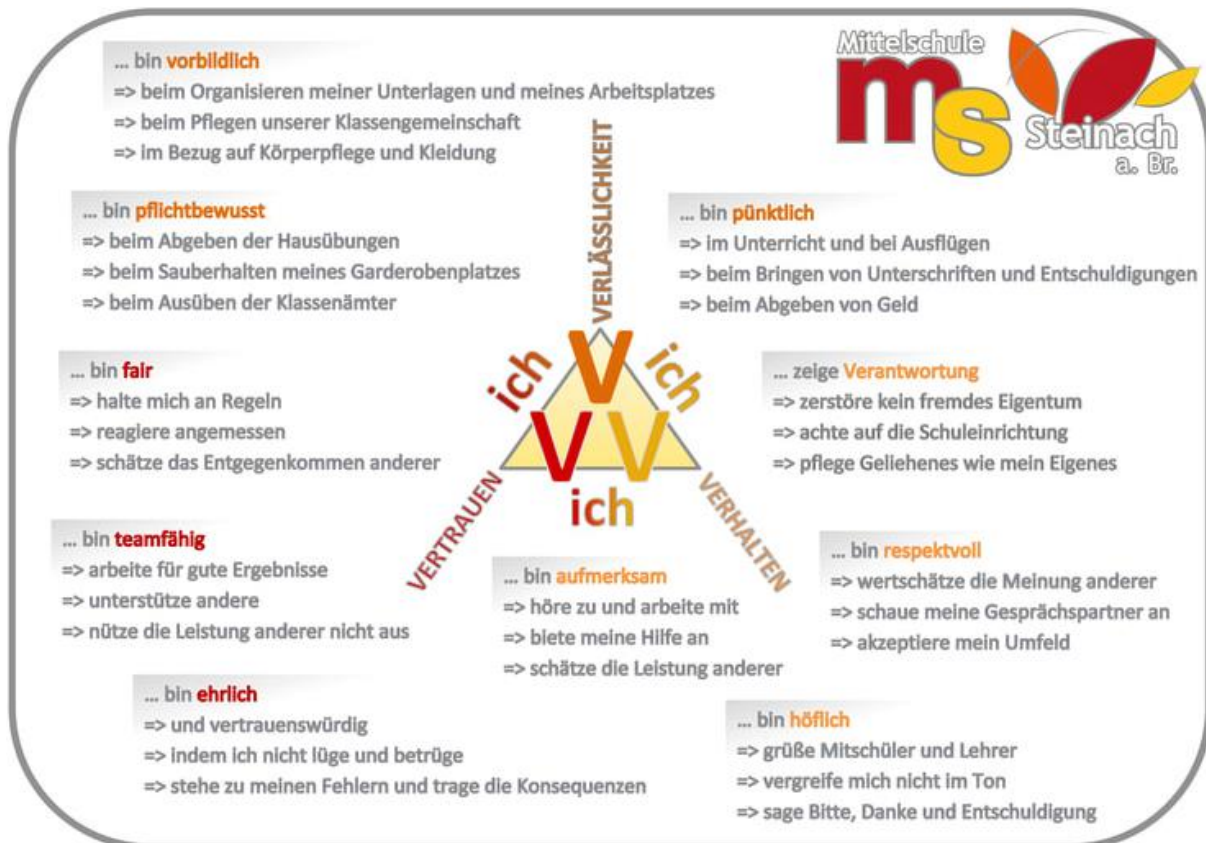 Mittelschule
ms
Steinach
a. Br.
... bin vorbildlich
=> beim Organisieren meiner Unterlagen und meines Arbeitsplatzes
=> beim Pflegen unserer Klassengemeinschaft
=> im Bezug auf Körperpflege und Kleidung
... bin pflichtbewusst
=> beim Abgeben der Hausübungen
=> beim Sauberhalten meines Garderobenplatzes
=> beim Ausüben der Klassenämter
VERLÄSSLICHKEIT
... bin pünktlich
=> im Unterricht und bei Ausflügen
=> beim Bringen von Unterschriften und Entschuldigungen
=> beim Abgeben von Geld
... bin fair
=> halte mich an Regeln
=> reagiere angemessen
=> schätze das Entgegenkommen anderer
ich
V
ich
V
V
ich
... zeige Verantwortung
=> zerstöre kein fremdes Eigentum
=> achte auf die Schuleinrichtung
=> pflege Geliehenes wie mein Eigenes
VERTRAUEN
VERHALTEN
... bin teamfähig
=> arbeite für gute Ergebnisse
=> unterstütze andere
=> nütze die Leistung anderer nicht aus
... bin aufmerksam
=> höre zu und arbeite mit
=> biete meine Hilfe an
=> schätze die Leistung anderer
... bin respektvoll
=> wertschätze die Meinung anderer
=> schaue meine Gesprächspartner an
=> akzeptiere mein Umfeld
... bin ehrlich
=> und vertrauenswürdig
=> indem ich nicht lüge und betrüge
=> stehe zu meinen Fehlern und trage die Konsequenzen
... bin höflich
=> grüße Mitschüler und Lehrer
=> vergreife mich nicht im Ton
=> sage Bitte, Danke und Entschuldigung